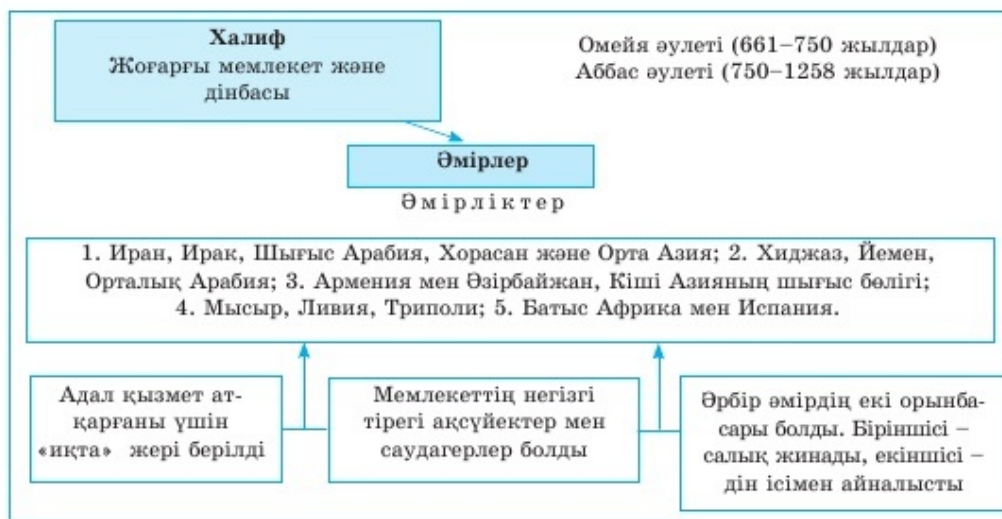 Халиф
Жоғарғы мемлекет және
дінбасы
Омейя әулеті (661–750 жылдар)
Аббас әулеті (750–1258 жылдар)
Әмірлер
Әмірліктер
1. Иран, Ирак, Шығыс Арабия, Хорасан және Орта Азия; 2. Хиджаз, Йемен,
Орталық Арабия; 3. Армения мен Әзірбайжан, Кіші Азияның шығыс бөлігі;
4. Мысыр, Ливия, Триполи; 5. Батыс Африка мен Испания.
Адал қызмет ат-
қарғаны үшін
«иқта» жері берілді
Мемлекеттің негізгі
тірегі ақсүйектер мен
саудагерлер болды
Әрбір әмірдің екі орынба-
сары болды. Біріншісі –
салық жинады, екіншісі –
дін ісімен айналысты